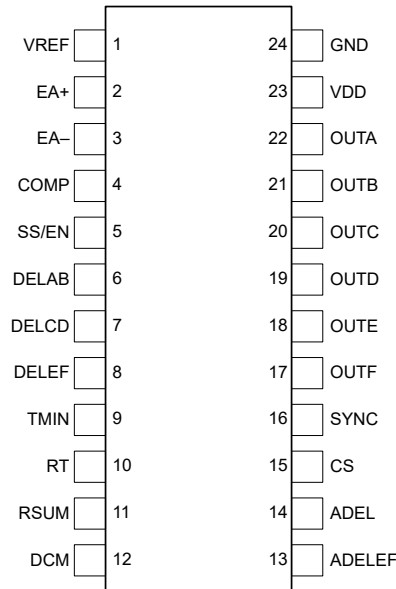 VREF 1 24 GND
EA+ 2 23 VDD
EA– 3 22 OUTA
COMP 4 21 OUTB
SS/EN 5 20 OUTC
DELAB 6 19 OUTD
DELCD 7 18 OUTE
DELEF 8 17 OUTF
TMIN 9 16 SYNC
RT 10 15 CS
RSUM 11 14 ADEL
DCM 12 13 ADELEF